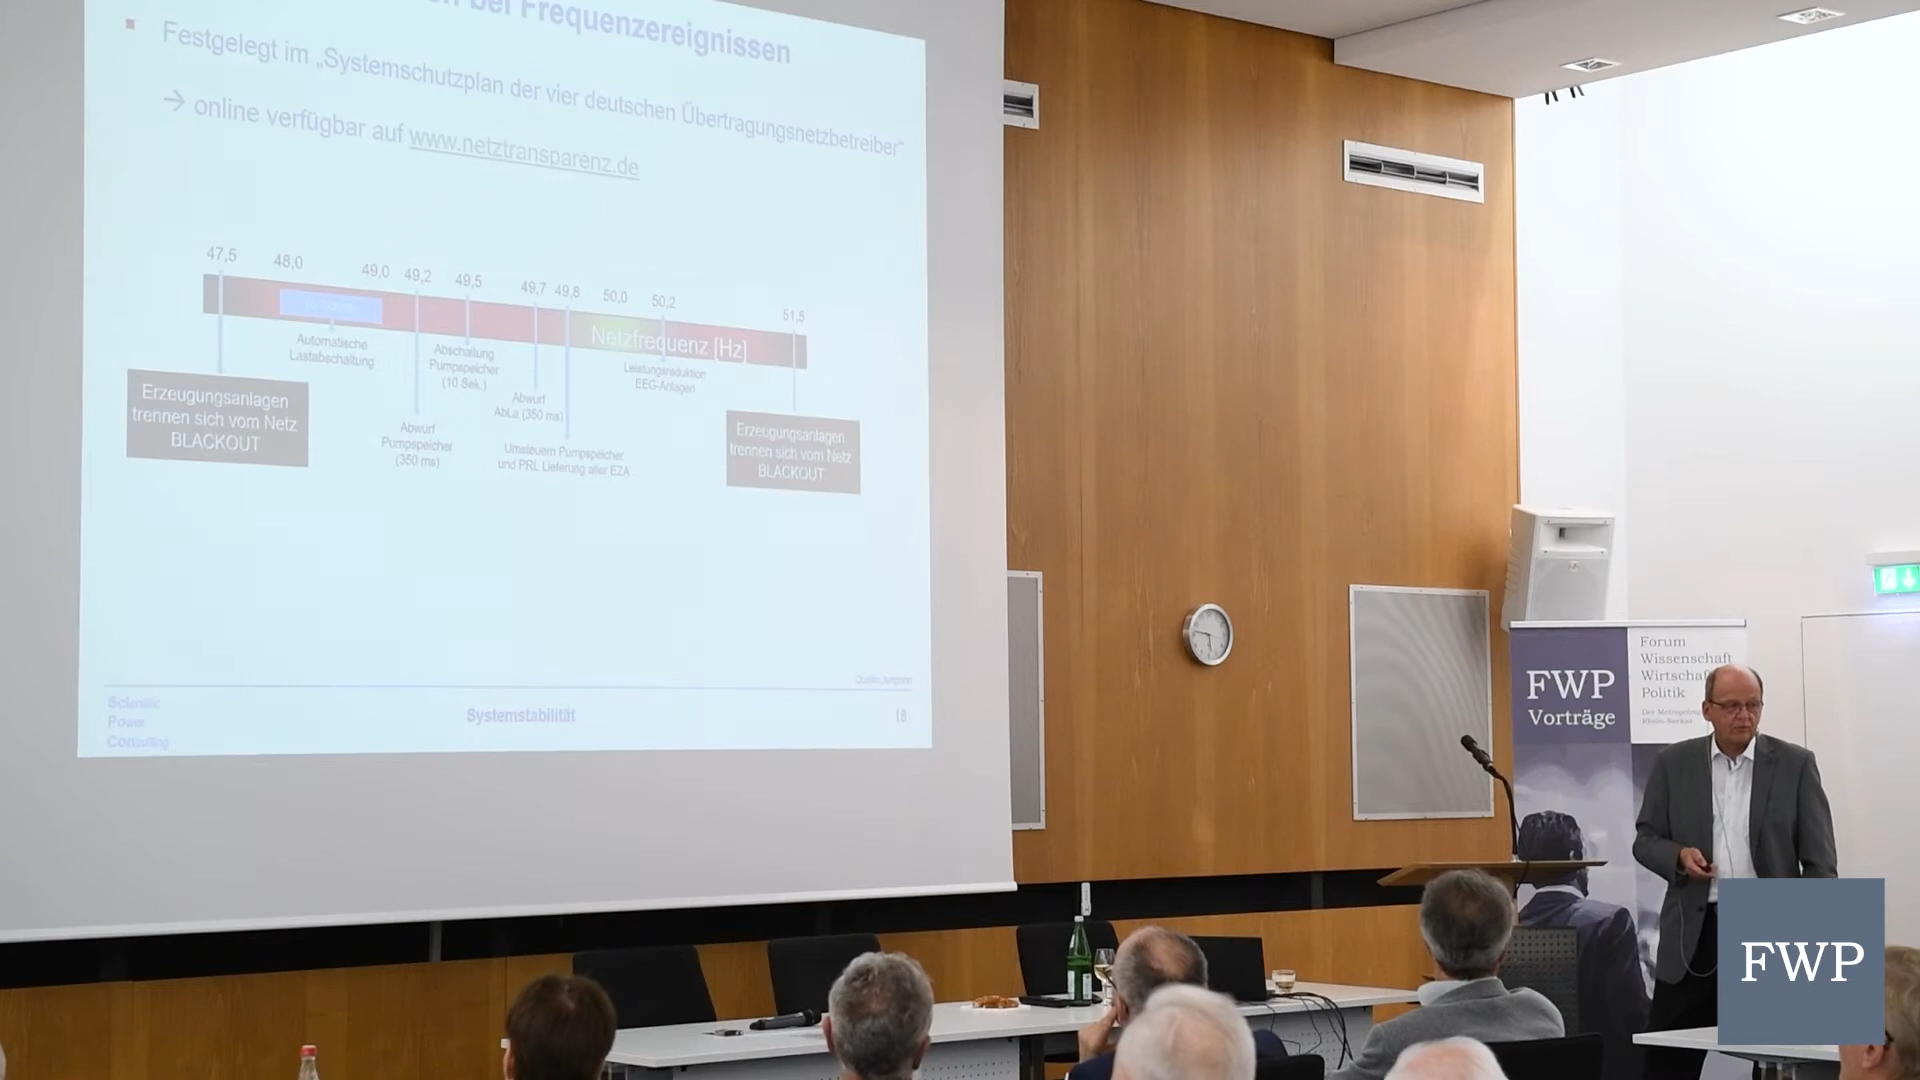 bei Frequenzereignissen
Festgelegt im „Systemschutzplan der vier deutschen Übertragungsnetzbetreiber“
→ online verfügbar auf www.netztransparenz.de
47,5
48,0
49,0
49,2
49,5
49,7
49,8
50,0
50,2
51,5
Netzfrequenz [Hz]
Automatische
Lastabschaltung
Abschaltung
Pumpspeicher
(10 Sek.)
Leistungsreduktion
EEG-Anlagen
Erzeugungsanlagen
trennen sich vom Netz
BLACKOUT
Abwurf
AbLa (350 ms)
Abwurf
Pumpspeicher
(350 ms)
Umsteuern Pumpspeicher
und PRL Lieferung aller EZA
Erzeugungsanlagen
trennen sich vom Netz
BLACKOUT
Scientific
Power
Consulting
Systemstabilität
18
FWP
Vorträge
Forum
Wissenschaft
Politik
FWP